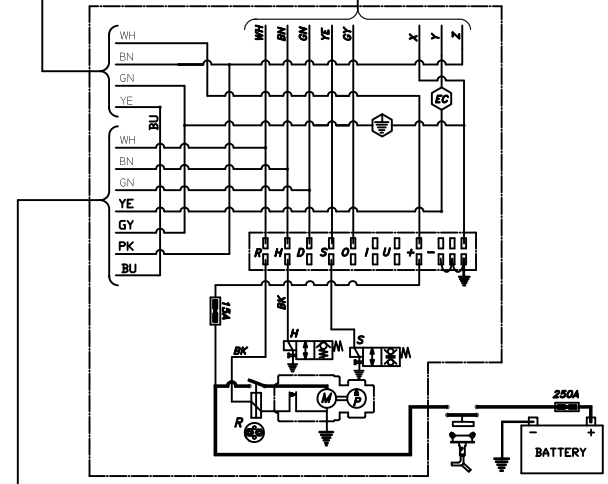 WH
BN
GN
YE
BU
WH
BN
GN
YE
GY
PK
BU
WH BN GN YE GY X Y Z
EC
R H D S O I U + -
15A
BK
BK
H
S
M
P
R
250A
- +
BATTERY